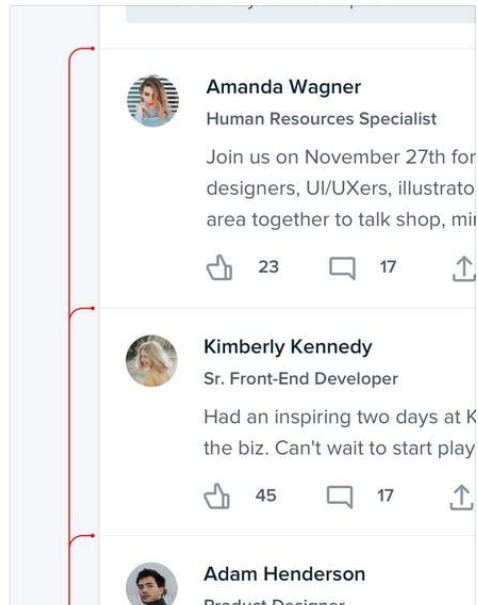 Amanda Wagner
Human Resources Specialist
Join us on November 27th for
designers, UI/UXers, illustrato
area together to talk shop, mi
23 17
Kimberly Kennedy
Sr. Front-End Developer
Had an inspiring two days at K
the biz. Can't wait to start play
45 17
Adam Henderson
Product Designer